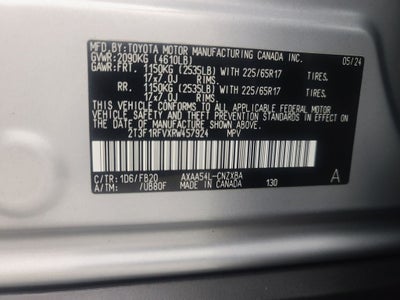 MFD. BY: TOYOTA MOTOR MANUFACTURING CANADA INC. 05/24
GVWR: 2090KG (4610LB)
GAWR: FRT. 1150KG (2535LB) WITH 225/65R17 TIRES,
17x7.0J RIMS,
RR. 1150KG (2535LB) WITH 225/65R17 TIRES,
17x7.0J RIMS,
THIS VEHICLE CONFORMS TO ALL APPLICABLE FEDERAL MOTOR
VEHICLE SAFETY STANDARDS IN EFFECT ON THE DATE OF
MANUFACTURE SHOWN ABOVE.
2T3F1RFVXRW457924 MPV
C/TR: 1D6/FB20 AXAA54L-CNZXBA A
A/TM: /UB80F MADE IN CANADA 130